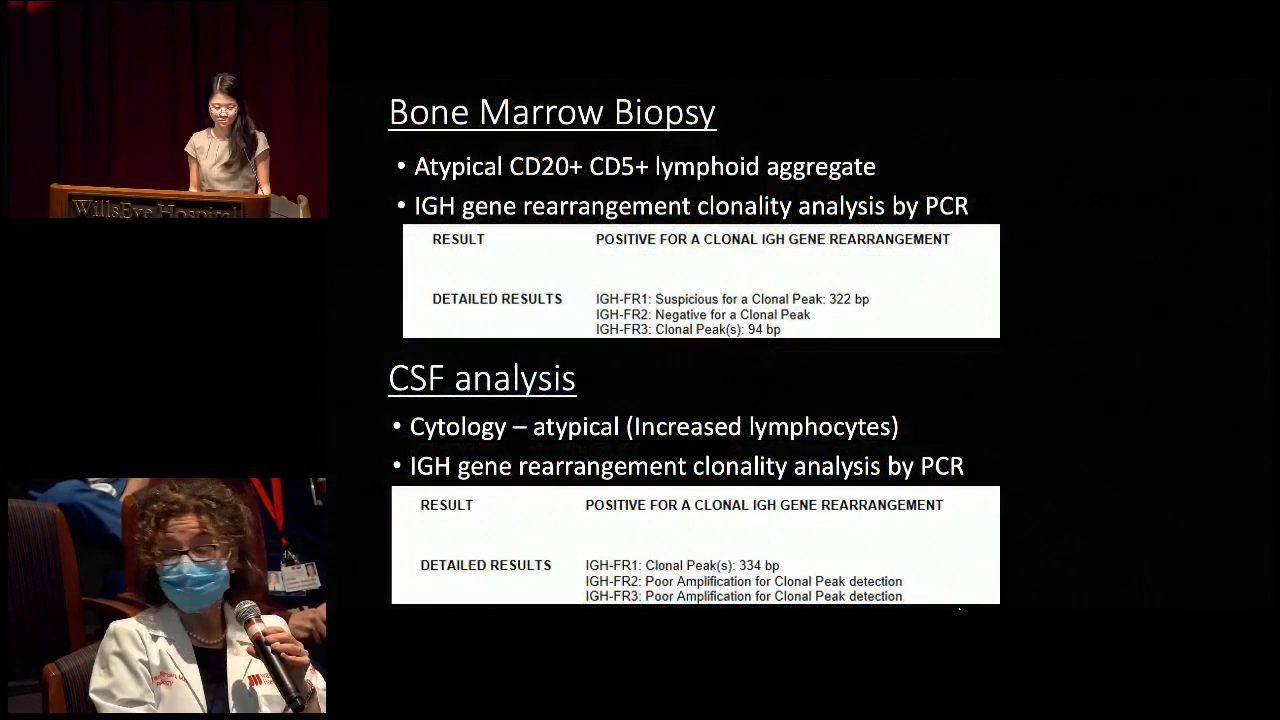 WillsEye Hospital
Bone Marrow Biopsy
• Atypical CD20+ CD5+ lymphoid aggregate
• IGH gene rearrangement clonality analysis by PCR
RESULT POSITIVE FOR A CLONAL IGH GENE REARRANGEMENT
DETAILED RESULTS IGH-FR1: Suspicious for a Clonal Peak: 322 bp
IGH-FR2: Negative for a Clonal Peak
IGH-FR3: Clonal Peak(s): 94 bp
CSF analysis
• Cytology – atypical (Increased lymphocytes)
• IGH gene rearrangement clonality analysis by PCR
RESULT POSITIVE FOR A CLONAL IGH GENE REARRANGEMENT
DETAILED RESULTS IGH-FR1: Clonal Peak(s): 334 bp
IGH-FR2: Poor Amplification for Clonal Peak detection
IGH-FR3: Poor Amplification for Clonal Peak detection